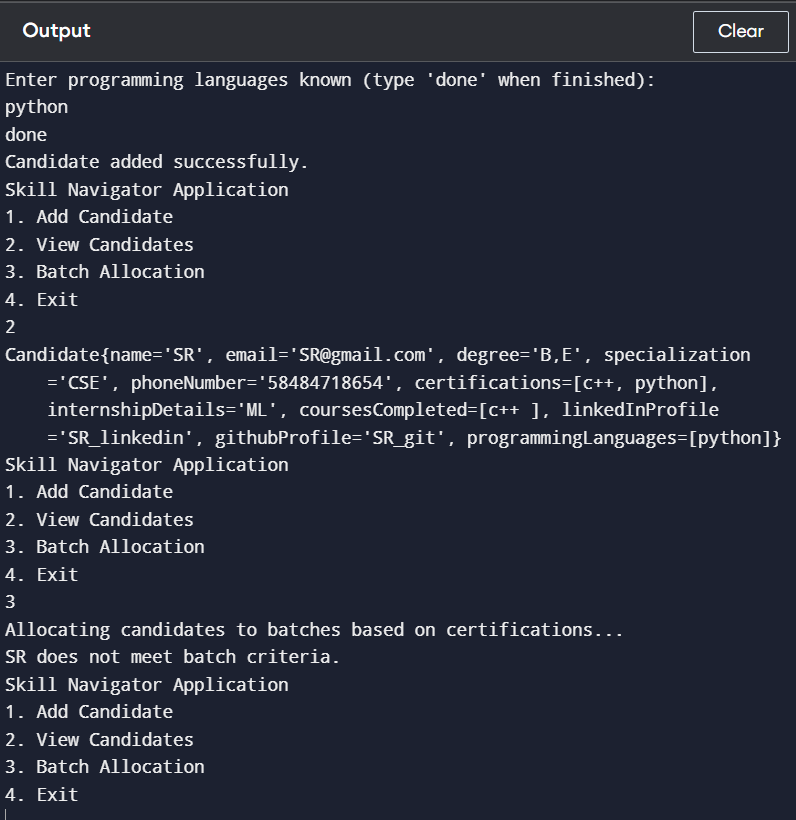 Output
Clear
Enter programming languages known (type 'done' when finished):
python
done
Candidate added successfully.
Skill Navigator Application
1. Add Candidate
2. View Candidates
3. Batch Allocation
4. Exit
2
Candidate{name='SR', email='SR@gmail.com', degree='B,E', specialization
='CSE', phoneNumber='58484718654', certifications=[c++, python],
internshipDetails='ML', coursesCompleted=[c++ ], linkedInProfile
='SR_linkedin', githubProfile='SR_git', programmingLanguages=[python]}
Skill Navigator Application
1. Add Candidate
2. View Candidates
3. Batch Allocation
4. Exit
3
Allocating candidates to batches based on certifications...
SR does not meet batch criteria.
Skill Navigator Application
1. Add Candidate
2. View Candidates
3. Batch Allocation
4. Exit